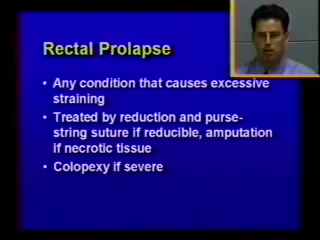 Rectal Prolapse
• Any condition that causes excessive
straining
• Treated by reduction and purse-
string suture if reducible, amputation
if necrotic tissue
• Colopexy if severe